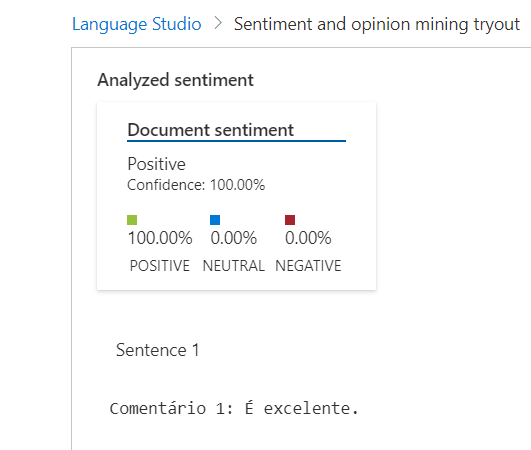 Language Studio > Sentiment and opinion mining tryout
Analyzed sentiment
Document sentiment
Positive
Confidence: 100.00%
100.00% 0.00% 0.00%
POSITIVE NEUTRAL NEGATIVE
Sentence 1
Comentário 1: É excelente.